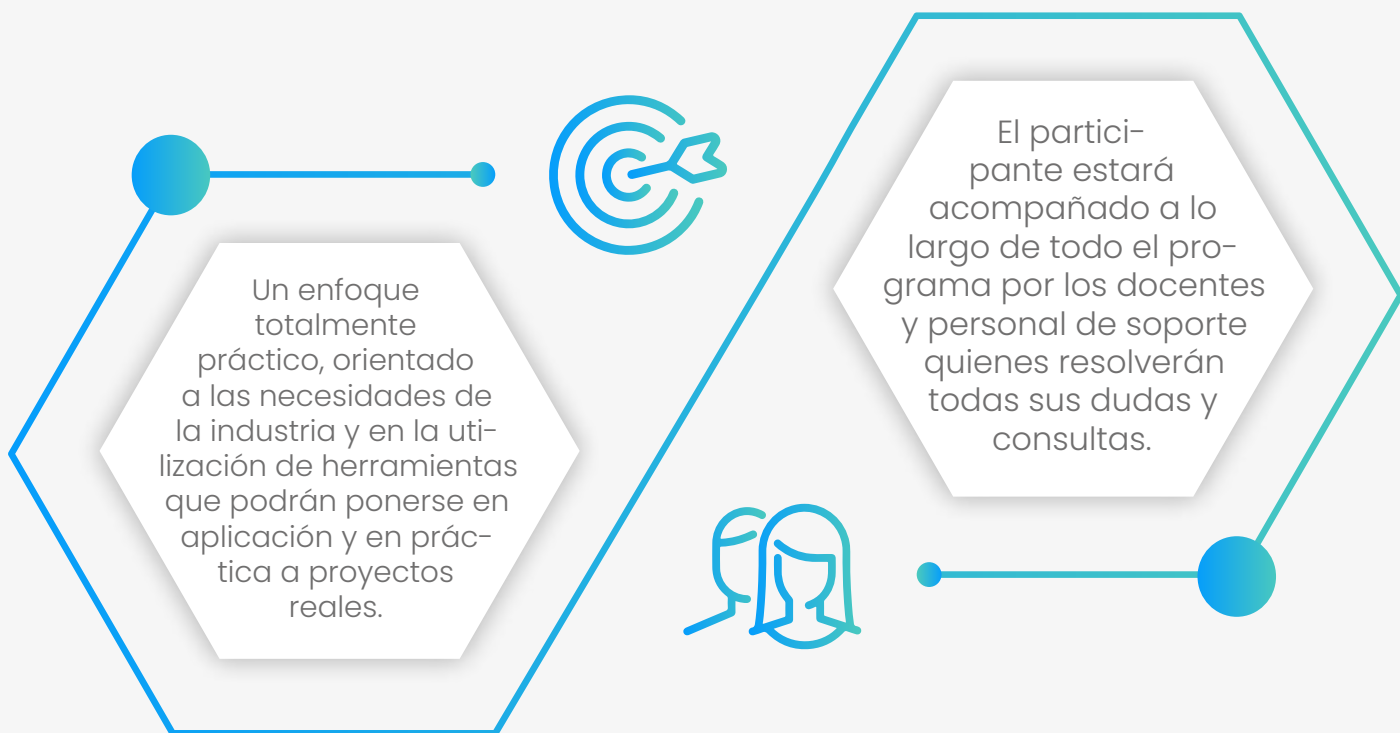 Un enfoque
totalmente
práctico, orientado
a las necesidades de
la industria y en la uti-
lización de herramientas
que podrán ponerse en
aplicación y en prác-
tica a proyectos
reales.
El partici-
pante estará
acompañado a lo
largo de todo el pro-
grama por los docentes
y personal de soporte
quienes resolverán
todas sus dudas y
consultas.